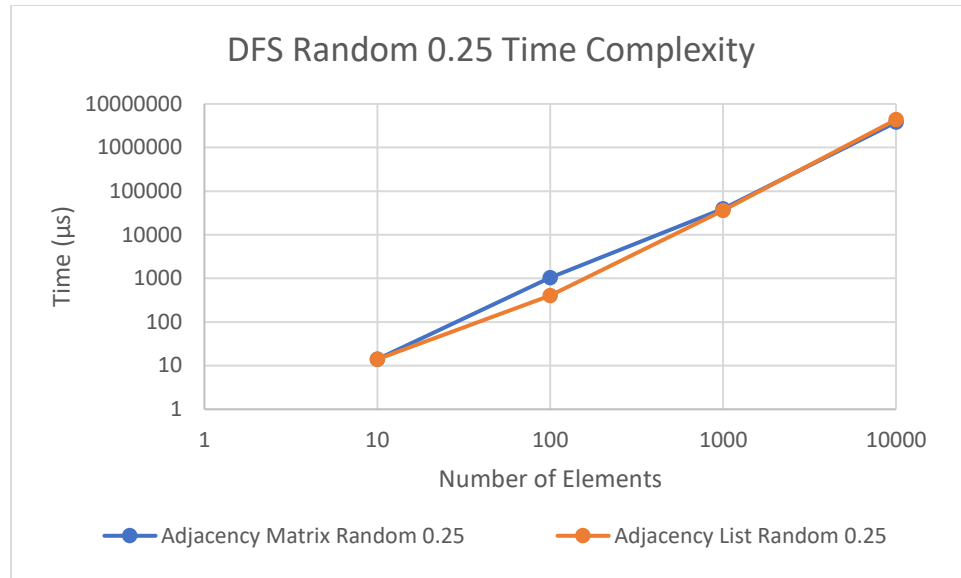 DFS Random 0.25 Time Complexity
10000000
1000000
100000
10000
1000
100
10
1
Time (µs)
1 10 100 1000 10000
Number of Elements
Adjacency Matrix Random 0.25 Adjacency List Random 0.25